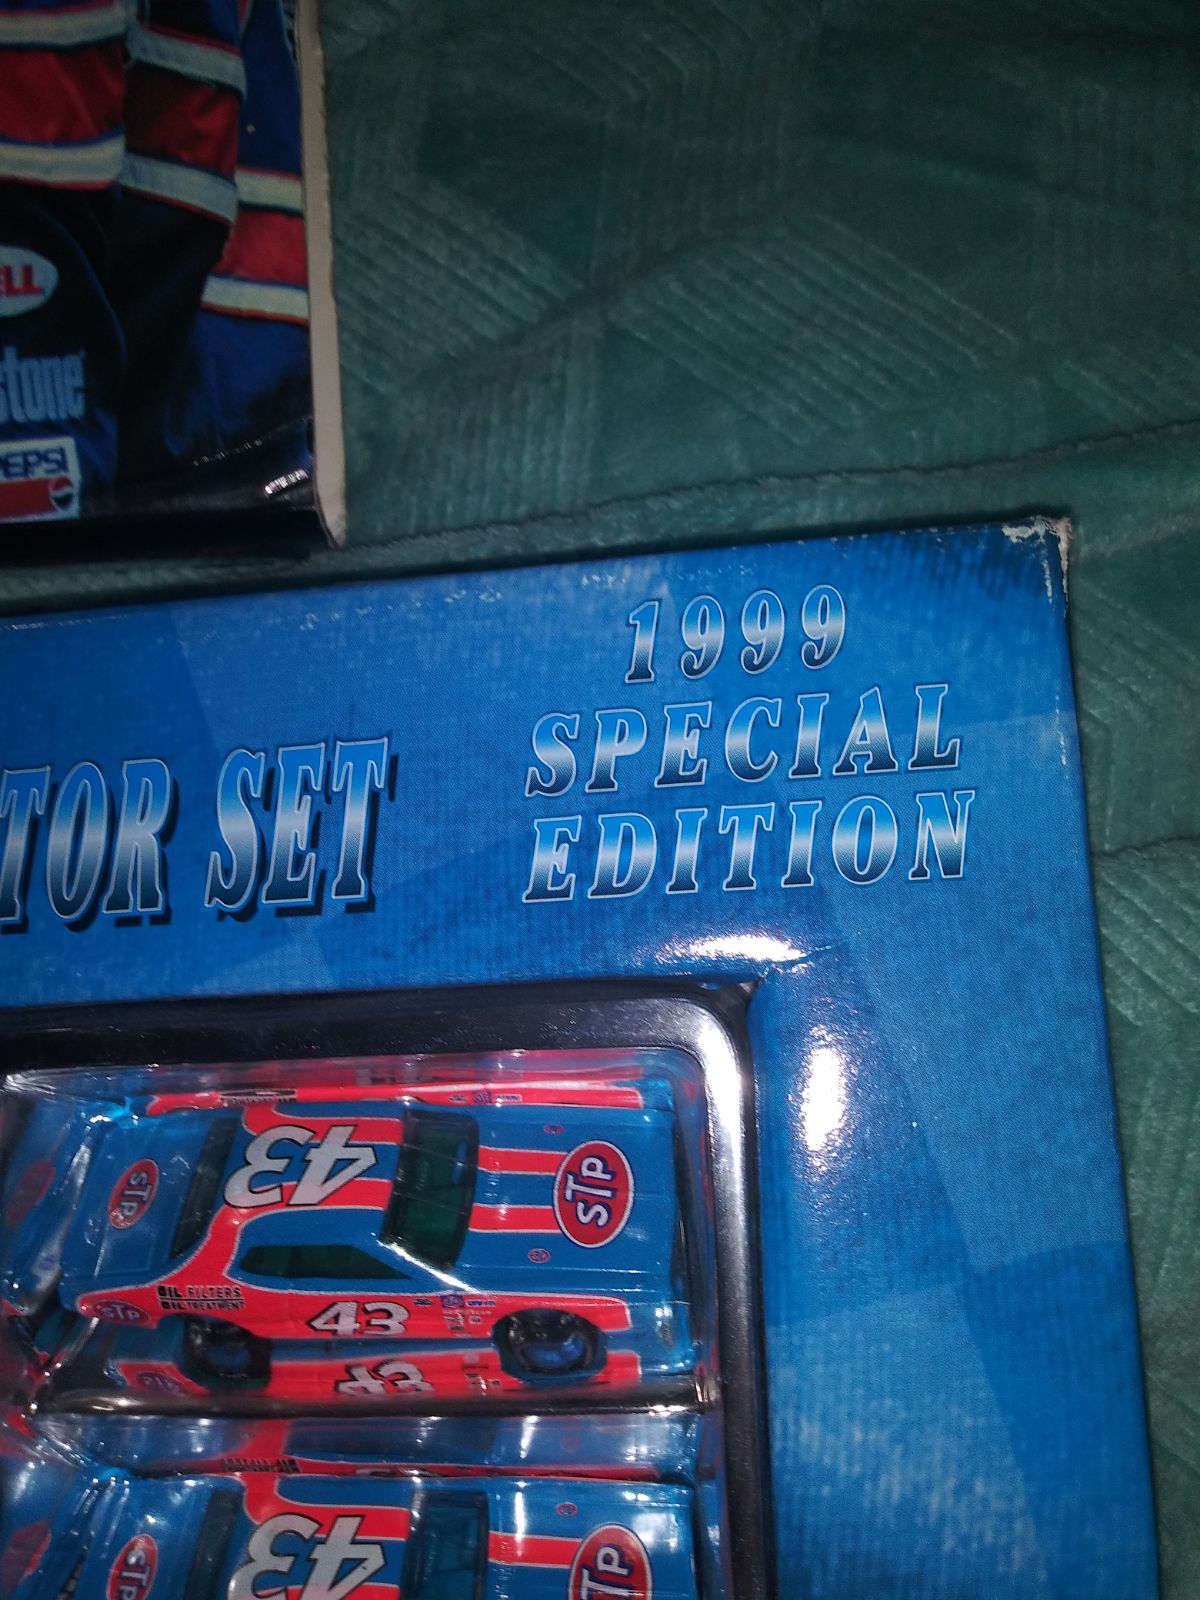 ELL
stone
PEPSI
1999
SPECIAL
EDITION
TOR SET
43
STP
STP
OIL FILTERS
OIL TREATMENT
STP
43
43
STP
STP